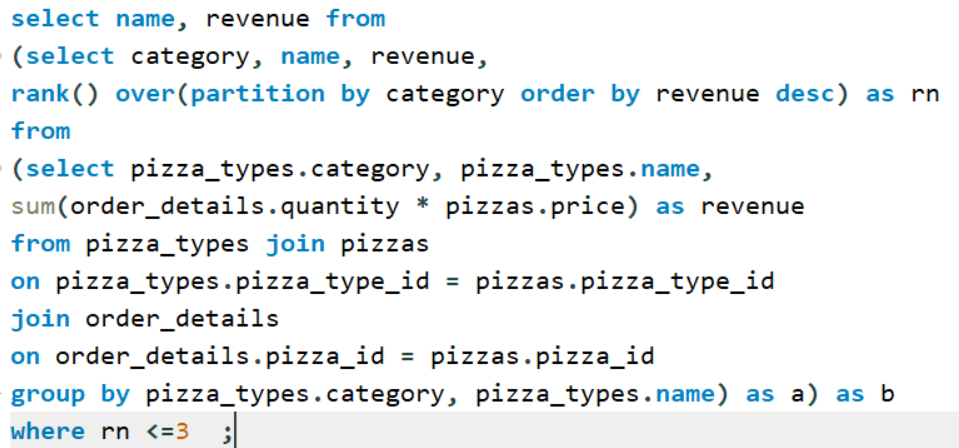 select name, revenue from
(select category, name, revenue,
rank() over(partition by category order by revenue desc) as rn
from
(select pizza_types.category, pizza_types.name,
sum(order_details.quantity * pizzas.price) as revenue
from pizza_types join pizzas
on pizza_types.pizza_type_id = pizzas.pizza_type_id
join order_details
on order_details.pizza_id = pizzas.pizza_id
group by pizza_types.category, pizza_types.name) as a) as b
where rn <=3  ;